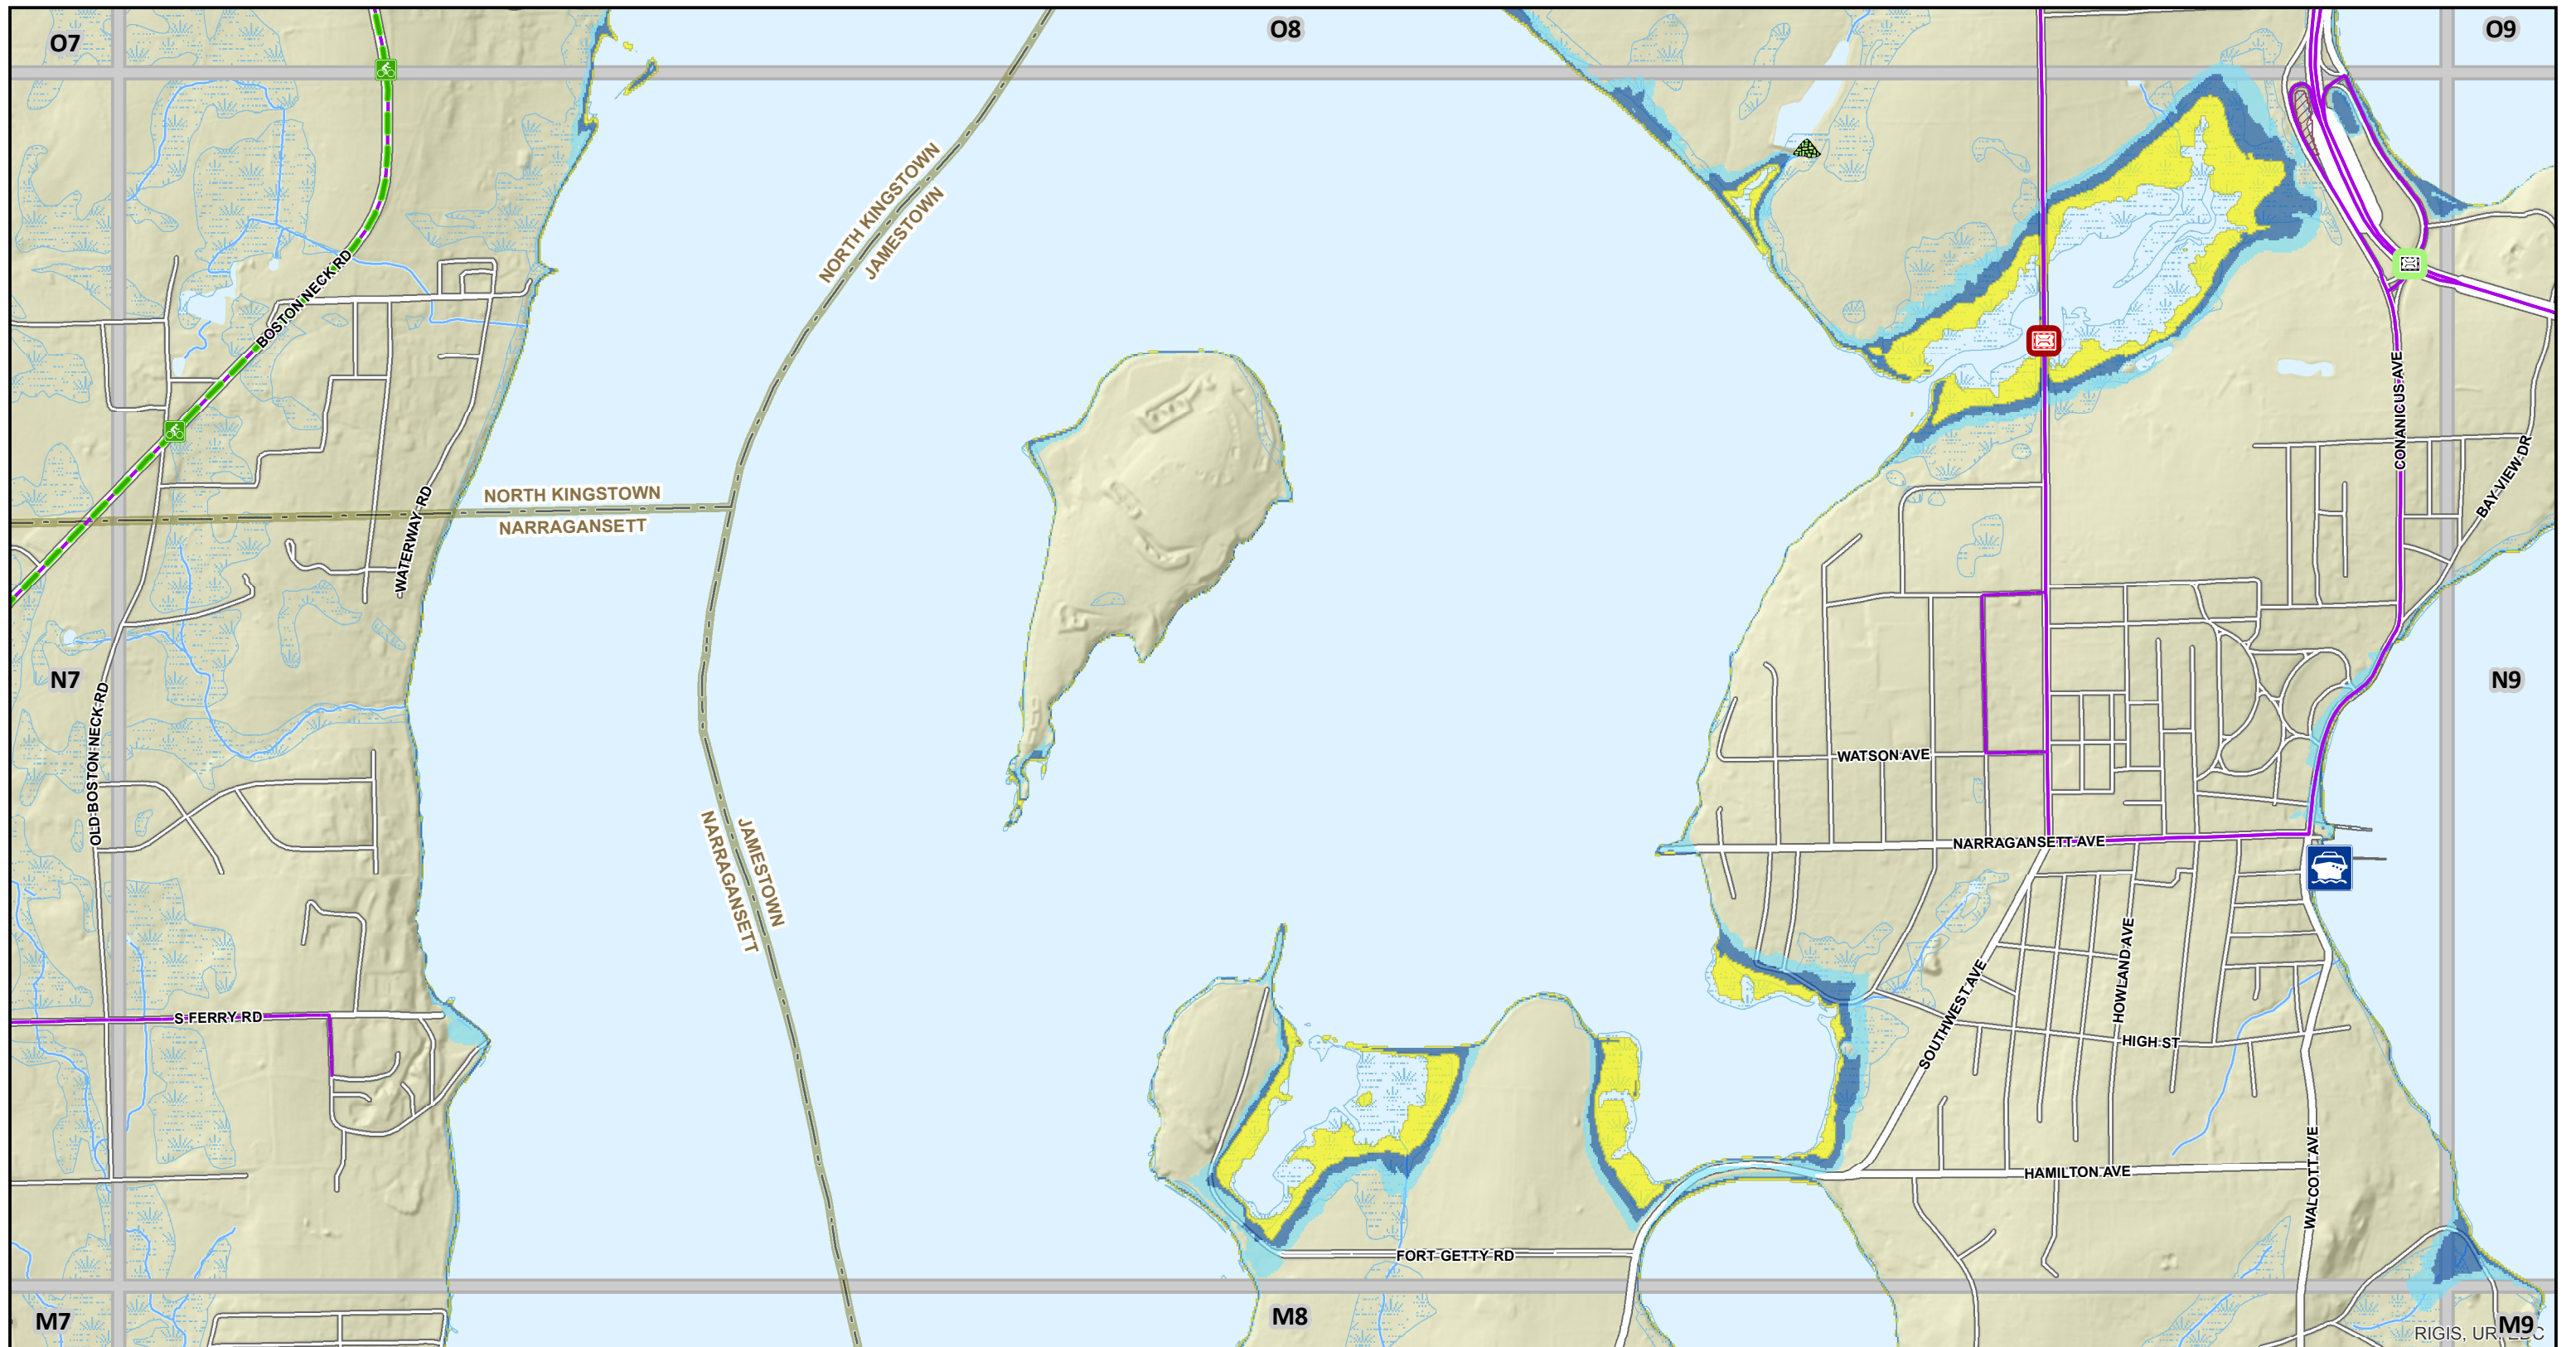 O7
O8
O9
NORTH KINGSTOWN
JAMESTOWN
BOSTON NECK RD
CONANICUS AVE
BAY VIEW DR
NORTH KINGSTOWN
NARRAGANSETT
WATERWAY RD
N7
N9
OLD BOSTON NECK RD
WATSON AVE
NARRAGANSETT AVE
JAMESTOWN
NARRAGANSETT
HOWLAND AVE
SOUTHWEST AVE
S FERRY RD
HIGH ST
HAMILTON AVE
WALCOTT AVE
FORT GETTY RD
M7
M8
M9
RIGIS,